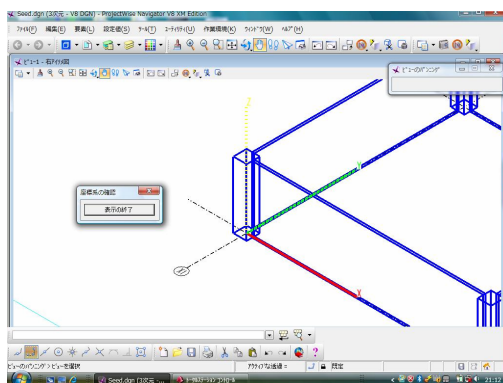 Seed.dgn (3次元 - V8 DGN) - ProjectWise Navigator V8 XM Edition
ファイル(F) 編集(E) 要素(L) 設定値(S) ツール(T) ユーティリティ(U) 作業環境(K) ウィンドウ(W) ヘルプ(H)
ビュー1 - 右アイソメ図
ビューのパンニング
座標系の確認
表示の終了
Y
X
ビューのパンニング > ビューを選択
アクティブな画層 =
既定
Seed.dgn (3次元 -...
21:33